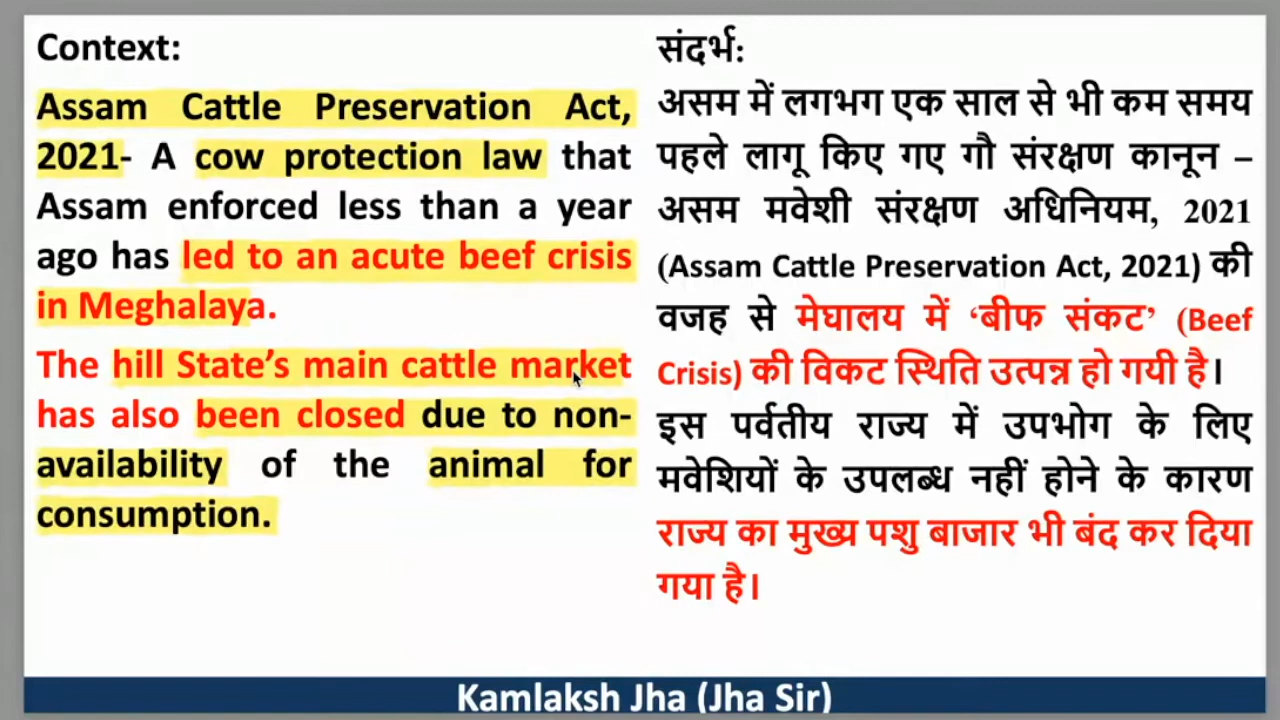 Context:
Assam Cattle Preservation Act,
2021- A cow protection law that
Assam enforced less than a year
ago has led to an acute beef crisis
in Meghalaya.
The hill State’s main cattle market
has also been closed due to non-
availability of the animal for
consumption.
संदर्भ:
असम में लगभग एक साल से भी कम समय
पहले लागू किए गए गौ संरक्षण कानून –
असम मवेशी संरक्षण अधिनियम, 2021
(Assam Cattle Preservation Act, 2021) की
वजह से मेघालय में ‘बीफ संकट’ (Beef
Crisis) की विकट स्थिति उत्पन्न हो गयी है।
इस पर्वतीय राज्य में उपभोग के लिए
मवेशियों के उपलब्ध नहीं होने के कारण
राज्य का मुख्य पशु बाजार भी बंद कर दिया
गया है।
Kamlaksh Jha (Jha Sir)